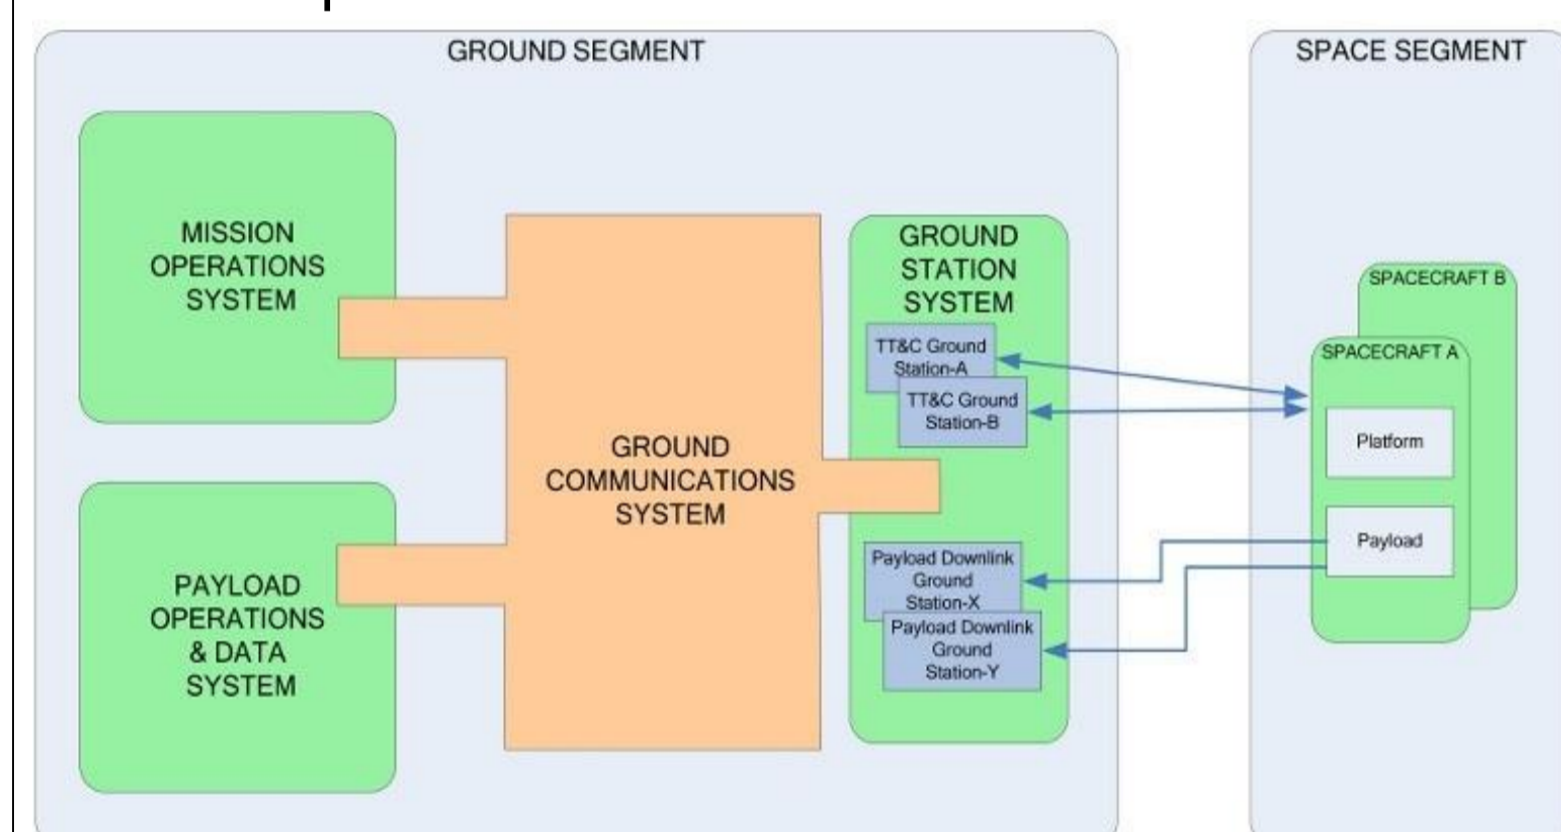 GROUND SEGMENT
MISSION
OPERATIONS
SYSTEM
PAYLOAD
OPERATIONS
& DATA
SYSTEM
GROUND
COMMUNICATIONS
SYSTEM
GROUND
STATION
SYSTEM
TT&C Ground
Station-A
TT&C Ground
Station-B
Payload Downlink
Ground
Station-X
Payload Downlink
Ground
Station-Y
SPACE SEGMENT
SPACECRAFT B
SPACECRAFT A
Platform
Payload